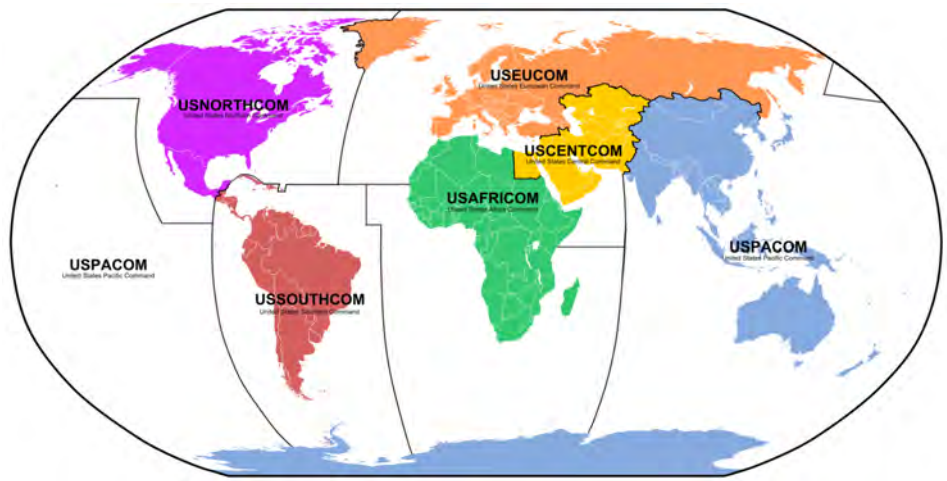 USEUCOM
United States European Command
USNORTHCOM
United States Northern Command
USCENTCOM
United States Central Command
USAFRICOM
United States Africa Command
USPACOM
United States Pacific Command
USPACOM
United States Pacific Command
USSOUTHCOM
United States Southern Command